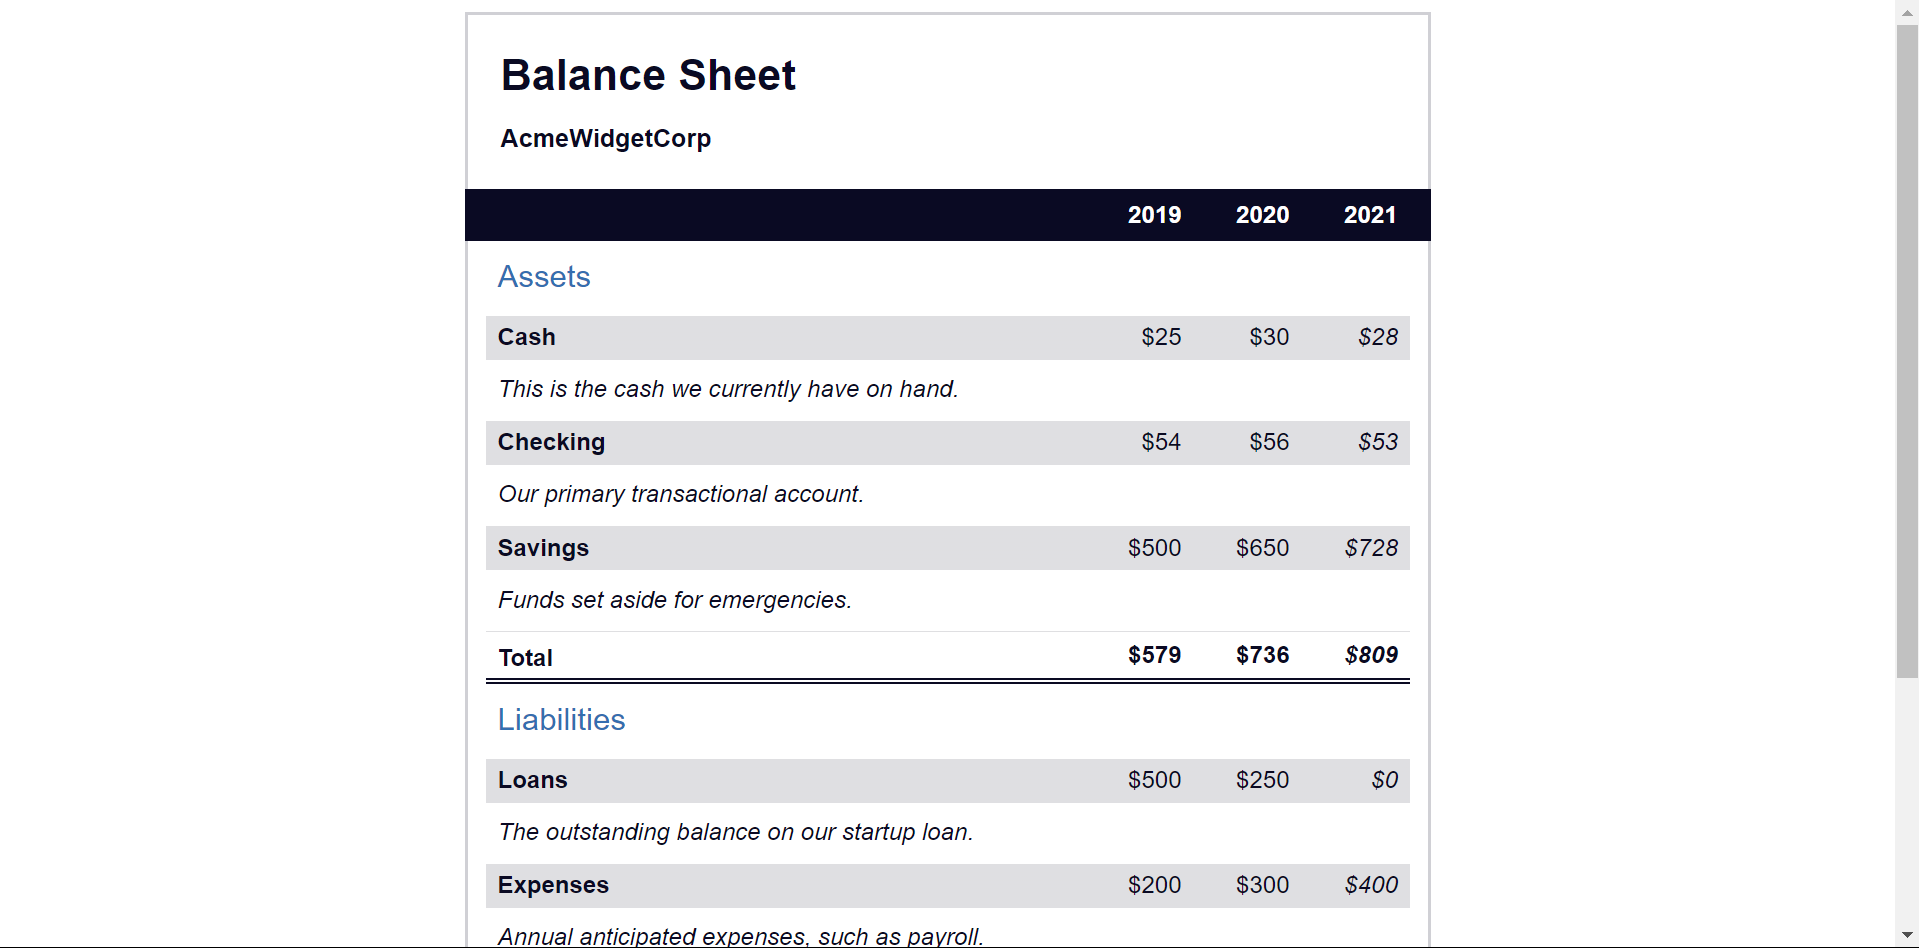 Balance Sheet
AcmeWidgetCorp
2019 2020 2021
Assets
Cash $25 $30 $28
This is the cash we currently have on hand.
Checking $54 $56 $53
Our primary transactional account.
Savings $500 $650 $728
Funds set aside for emergencies.
Total $579 $736 $809
Liabilities
Loans $500 $250 $0
The outstanding balance on our startup loan.
Expenses $200 $300 $400
Annual anticipated expenses, such as payroll.